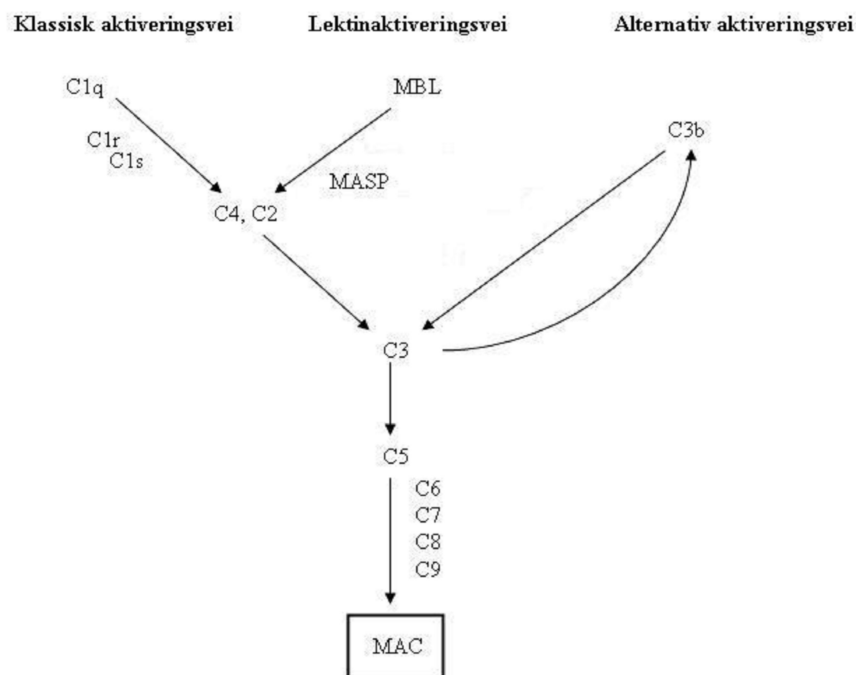 Klassisk aktiveringsvei
Lektinaktiveringsvei
Alternativ aktiveringsvei
C1q
MBL
C3b
C1r
C1s
MASP
C4, C2
C3
C5
C6
C7
C8
C9
MAC